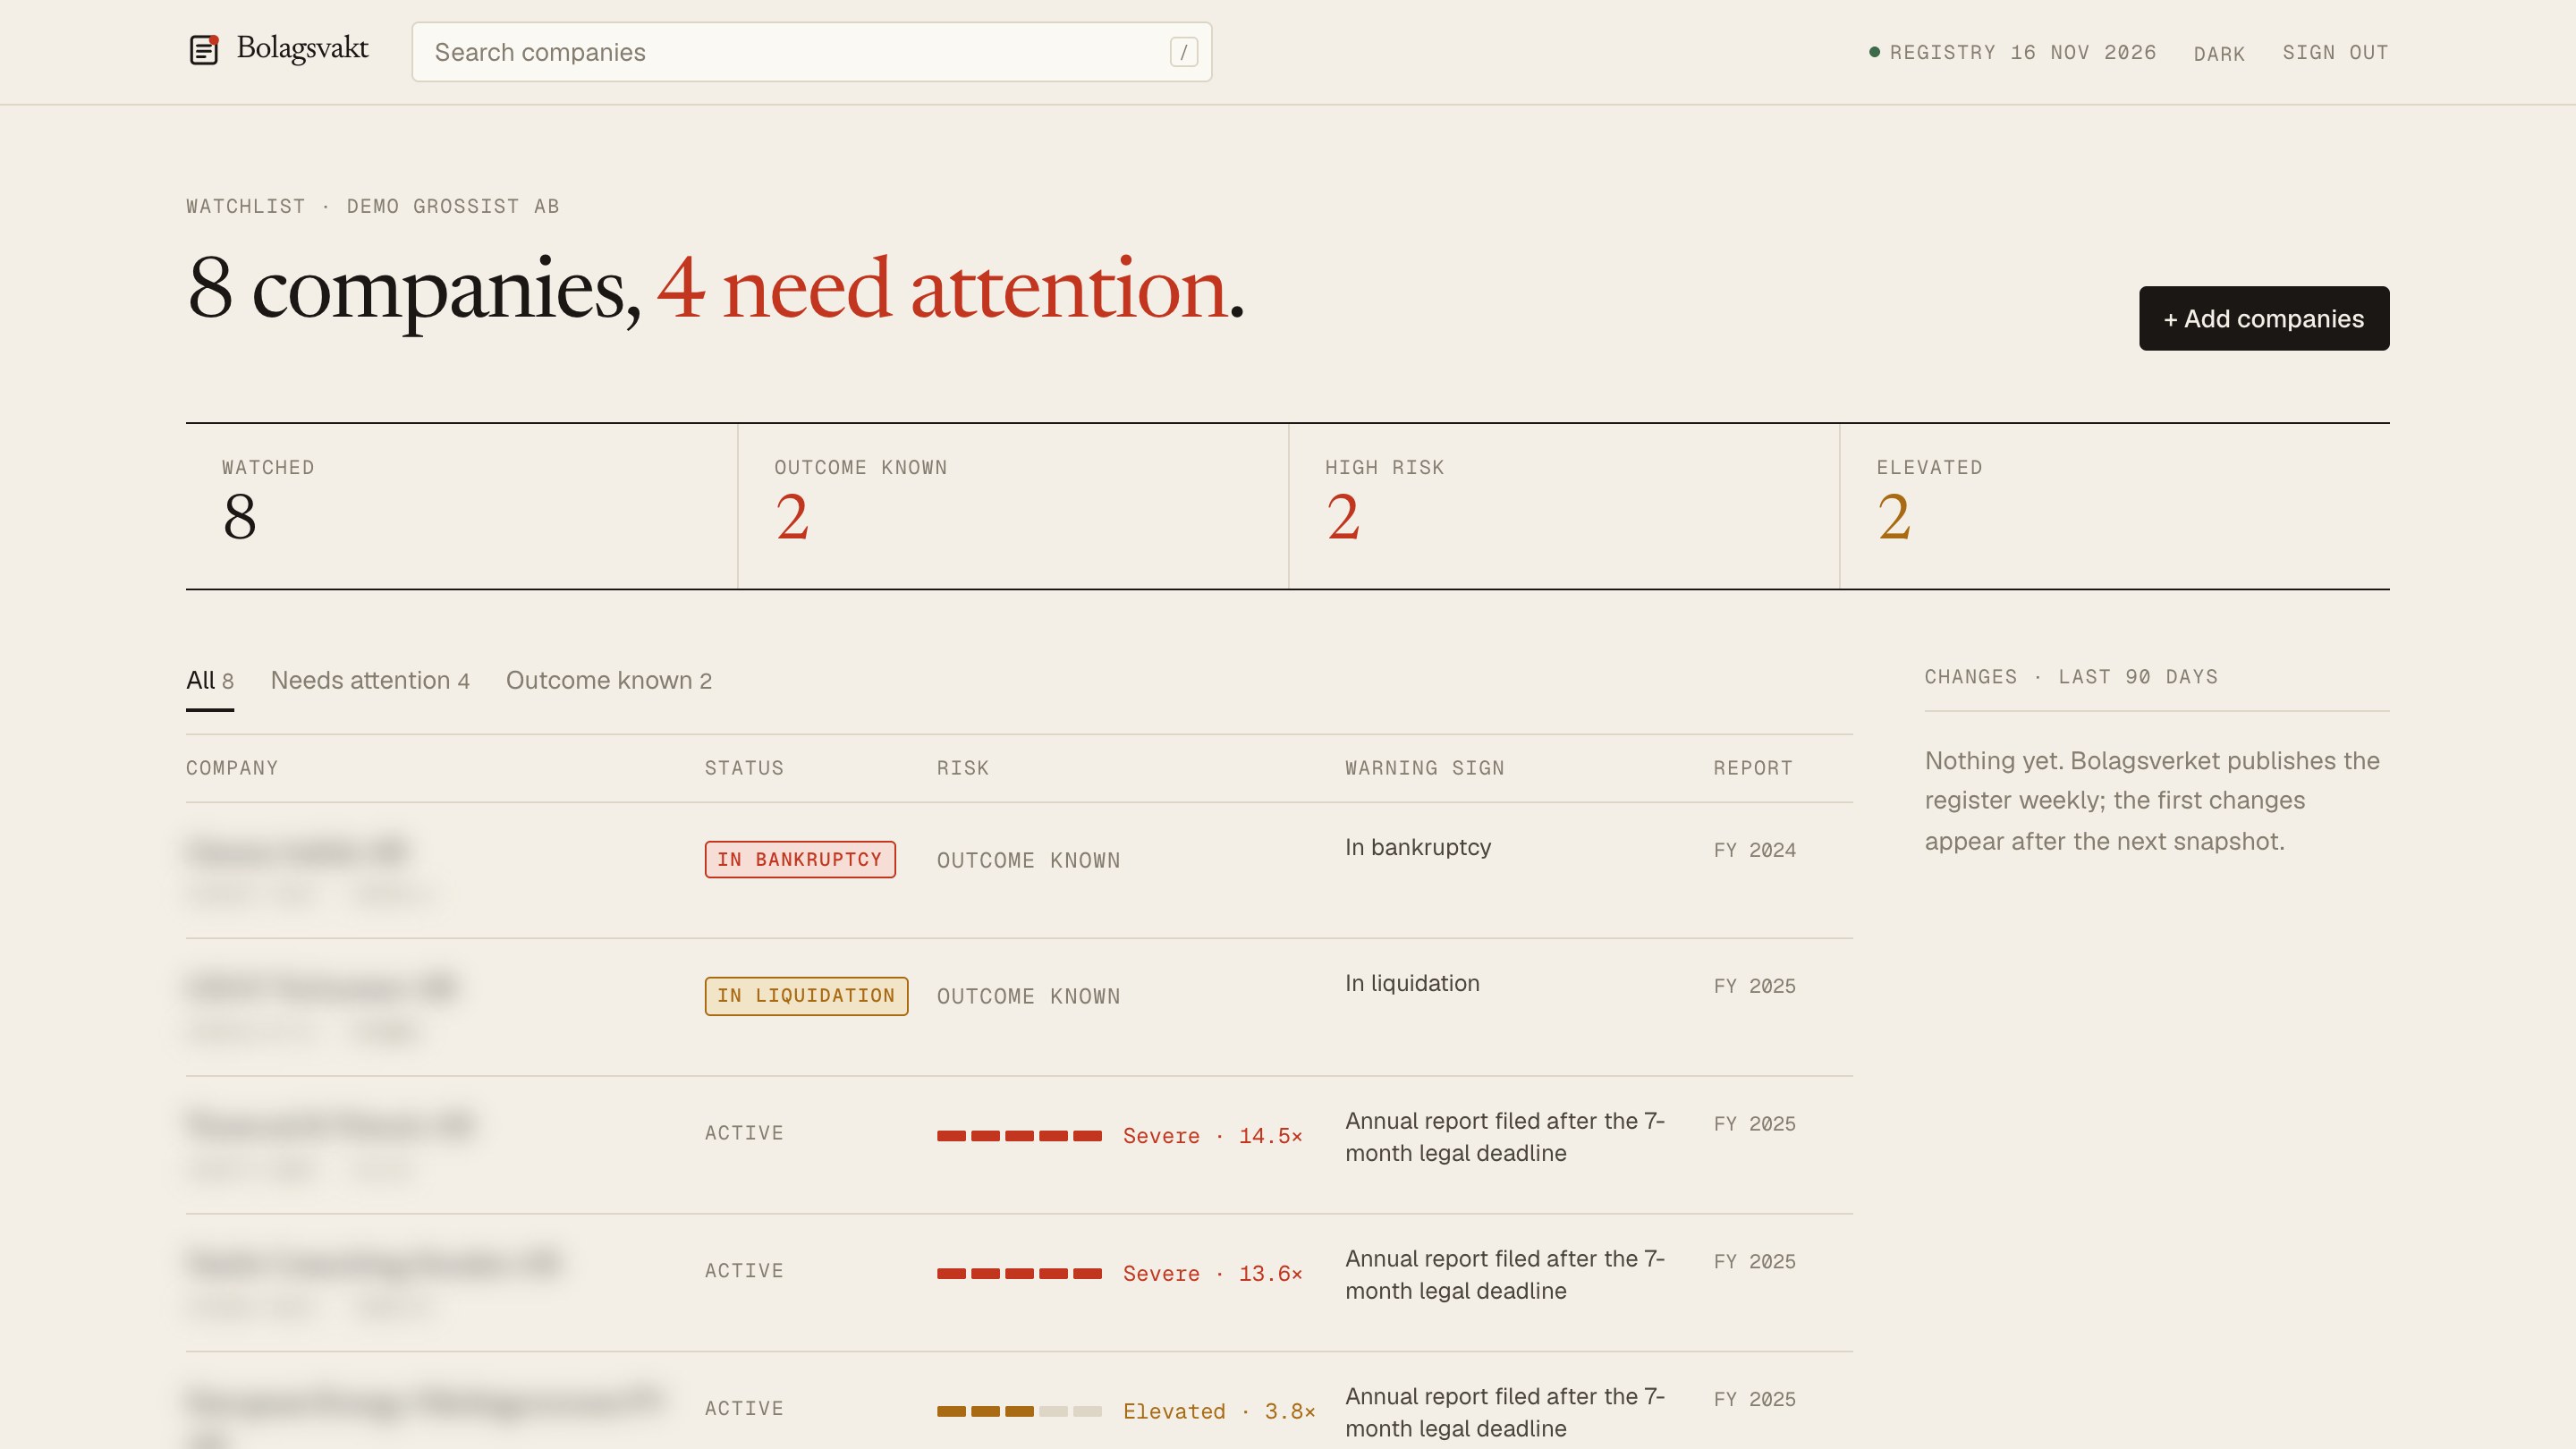 Bolagsvakt
Search companies /
REGISTRY 16 NOV 2026 DARK SIGN OUT
WATCHLIST · DEMO GROSSIST AB
8 companies, 4 need attention.
+ Add companies
WATCHED
8
OUTCOME KNOWN
2
HIGH RISK
2
ELEVATED
2
All 8 Needs attention 4 Outcome known 2
COMPANY STATUS RISK WARNING SIGN REPORT
IN BANKRUPTCY OUTCOME KNOWN In bankruptcy FY 2024
IN LIQUIDATION OUTCOME KNOWN In liquidation FY 2025
ACTIVE Severe · 14.5× Annual report filed after the 7-
month legal deadline FY 2025
ACTIVE Severe · 13.6× Annual report filed after the 7-
month legal deadline FY 2025
ACTIVE Elevated · 3.8× Annual report filed after the 7-
month legal deadline FY 2025
CHANGES · LAST 90 DAYS
Nothing yet. Bolagsverket publishes the
register weekly; the first changes
appear after the next snapshot.